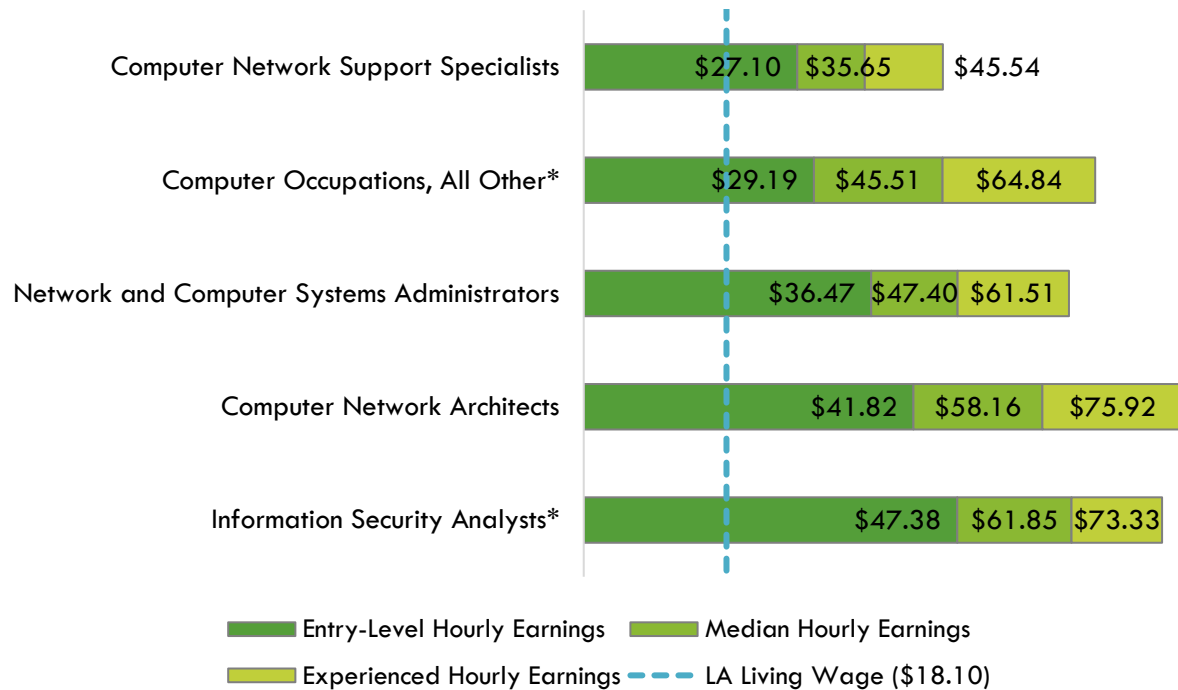 Computer Network Support Specialists $27.10 $35.65 $45.54
Computer Occupations, All Other* $29.19 $45.51 $64.84
Network and Computer Systems Administrators $36.47 $47.40 $61.51
Computer Network Architects $41.82 $58.16 $75.92
Information Security Analysts* $47.38 $61.85 $73.33
Entry-Level Hourly Earnings Median Hourly Earnings
Experienced Hourly Earnings LA Living Wage ($18.10)